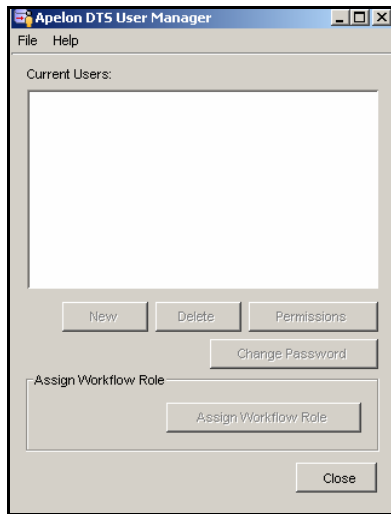 Apelon DTS User Manager
File Help
Current Users:
New Delete Permissions
Change Password
Assign Workflow Role
Assign Workflow Role
Close